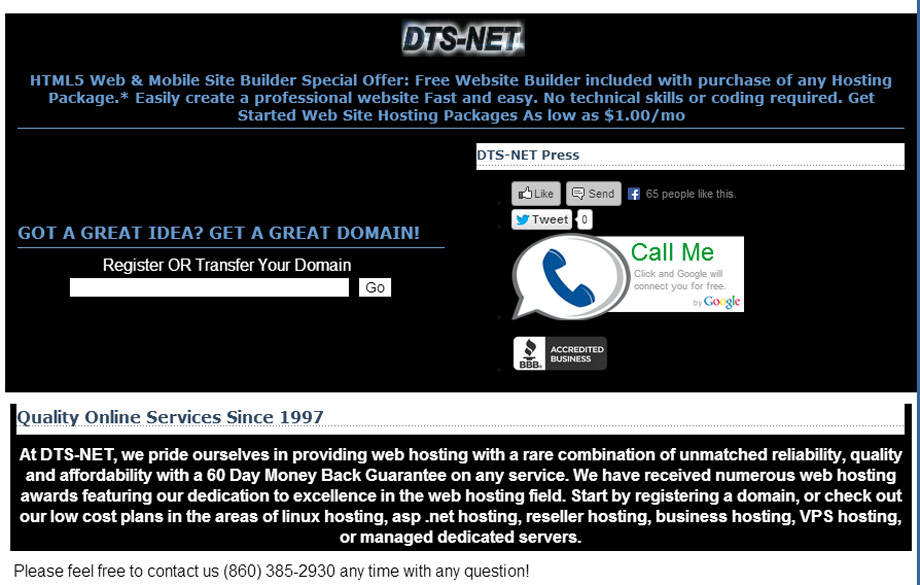 DTS-NET
HTML5 Web & Mobile Site Builder Special Offer: Free Website Builder included with purchase of any Hosting
Package.* Easily create a professional website Fast and easy. No technical skills or coding required. Get
Started Web Site Hosting Packages As low as $1.00/mo
GOT A GREAT IDEA? GET A GREAT DOMAIN!
Register OR Transfer Your Domain
Go
DTS-NET Press
Like Send 65 people like this.
Tweet 0
Call Me
Click and Google will
connect you for free.
by Google
BBB. ACCREDITED
BUSINESS
Quality Online Services Since 1997
At DTS-NET, we pride ourselves in providing web hosting with a rare combination of unmatched reliability, quality
and affordability with a 60 Day Money Back Guarantee on any service. We have received numerous web hosting
awards featuring our dedication to excellence in the web hosting field. Start by registering a domain, or check out
our low cost plans in the areas of linux hosting, asp .net hosting, reseller hosting, business hosting, VPS hosting,
or managed dedicated servers.
Please feel free to contact us (860) 385-2930 any time with any question!